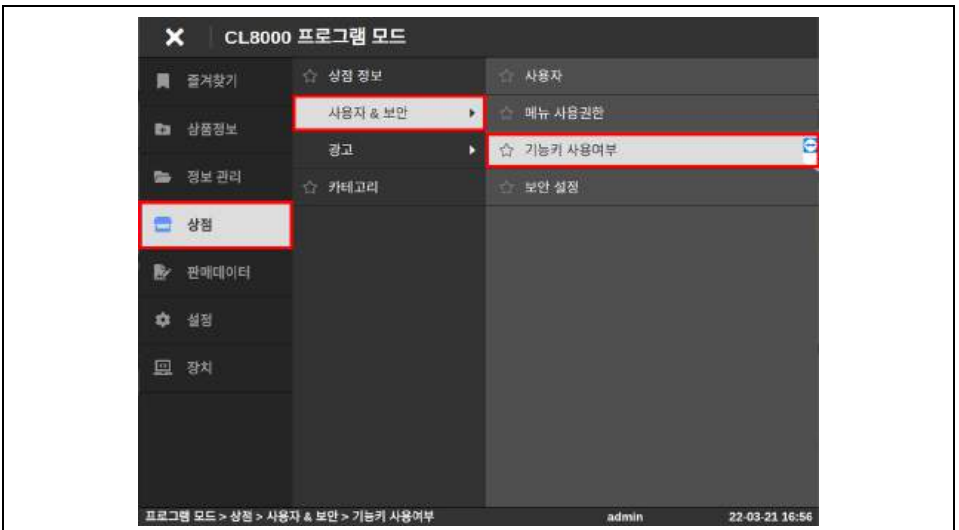 CL8000 프로그램 모드
즐겨찾기
상품정보
정보 관리
상점
판매데이터
설정
장치
상점 정보
사용자 & 보안
광고
카테고리
사용자
메뉴 사용권한
기능키 사용여부
보안 설정
프로그램 모드 > 상점 > 사용자 & 보안 > 기능키 사용여부 admin 22-03-21 16:56